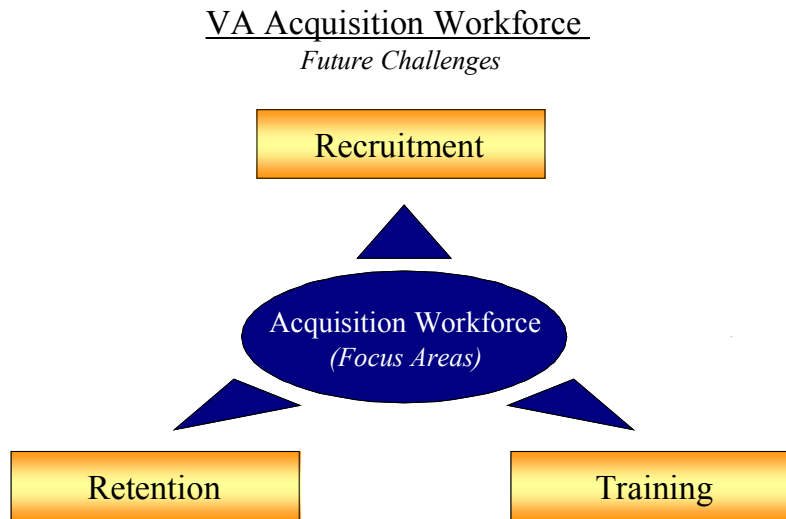 VA Acquisition Workforce
Future Challenges
Recruitment
Acquisition Workforce
(Focus Areas)
Retention
Training